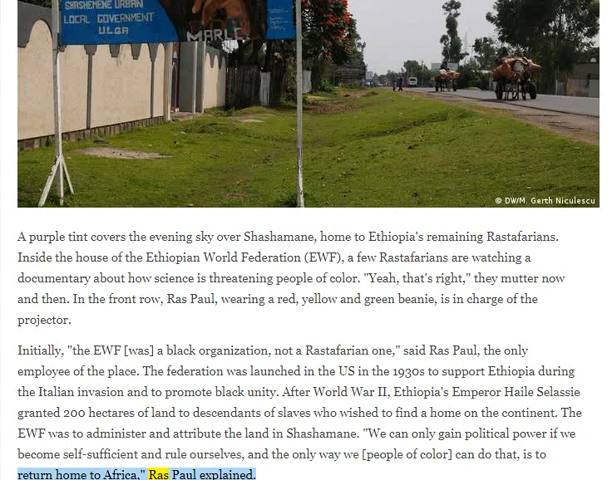 SHASHEMENE URBAN
LOCAL GOVERNMENT
ULGA
MARLE
© DW/M. Gerth Niculescu
A purple tint covers the evening sky over Shashamane, home to Ethiopia's remaining Rastafarians.
Inside the house of the Ethiopian World Federation (EWF), a few Rastafarians are watching a
documentary about how science is threatening people of color. "Yeah, that's right," they mutter now
and then. In the front row, Ras Paul, wearing a red, yellow and green beanie, is in charge of the
projector.
Initially, "the EWF [was] a black organization, not a Rastafarian one," said Ras Paul, the only
employee of the place. The federation was launched in the US in the 1930s to support Ethiopia during
the Italian invasion and to promote black unity. After World War II, Ethiopia's Emperor Haile Selassie
granted 200 hectares of land to descendants of slaves who wished to find a home on the continent. The
EWF was to administer and attribute the land in Shashamane. "We can only gain political power if we
become self-sufficient and rule ourselves, and the only way we [people of color] can do that, is to
return home to Africa," Ras Paul explained.